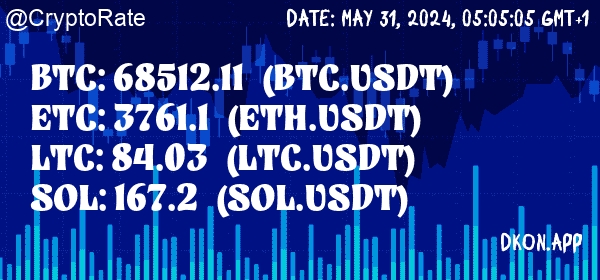 @CryptoRate
DATE: MAY 31, 2024, 05:05:05 GMT+1
BTC: 68512.11 (BTC.USDT)
ETC: 3761.1 (ETH.USDT)
LTC: 84.03 (LTC.USDT)
SOL: 167.2 (SOL.USDT)
DKON.APP